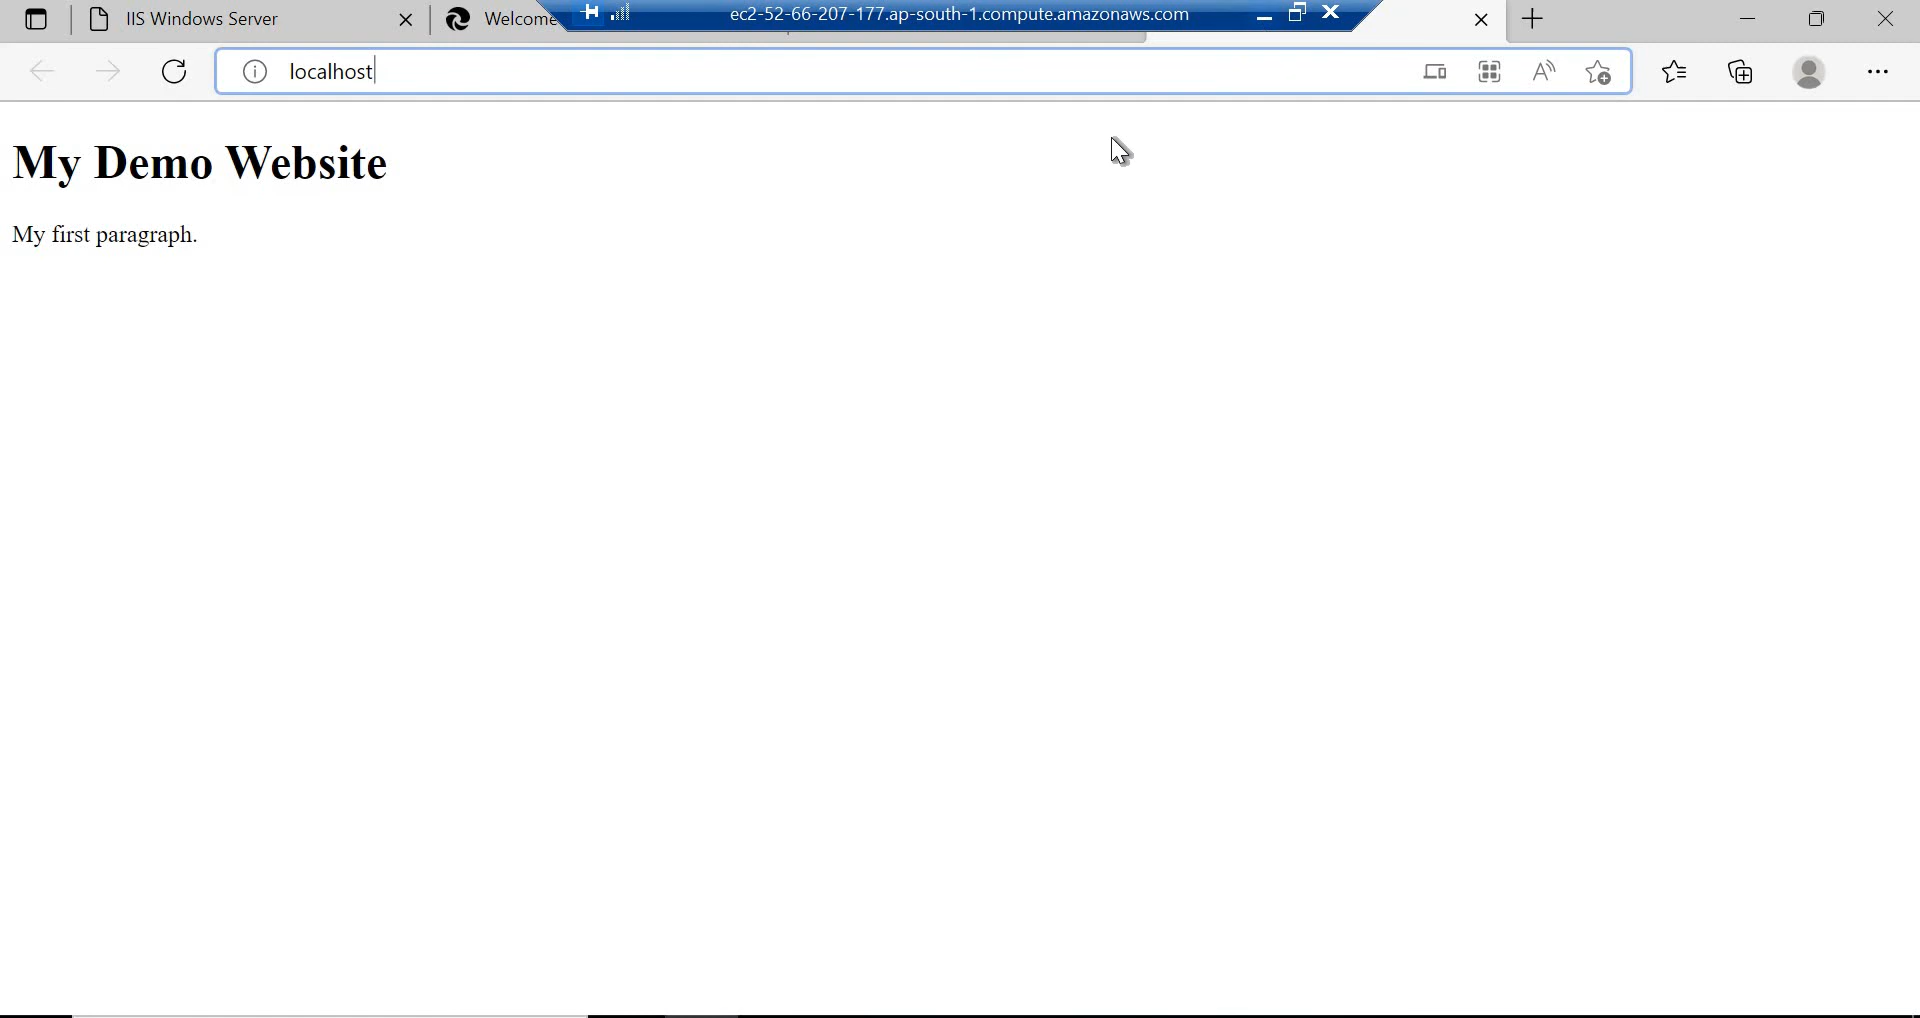 IIS Windows Server
Welcome
ec2-52-66-207-177.ap-south-1.compute.amazonaws.com
localhost
My Demo Website
My first paragraph.